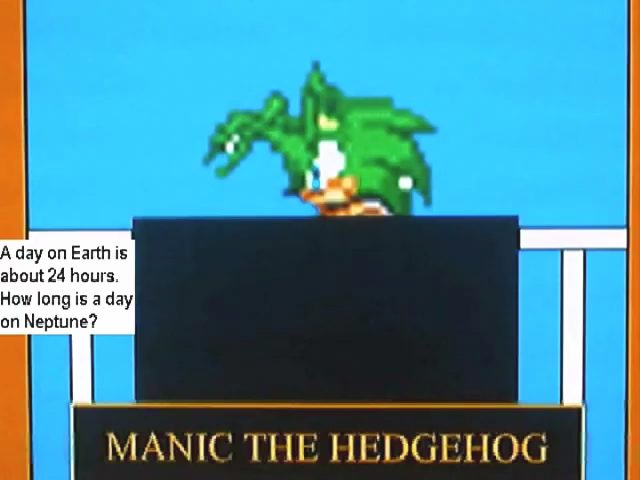 A day on Earth is
about 24 hours.
How long is a day
on Neptune?
MANIC THE HEDGEHOG